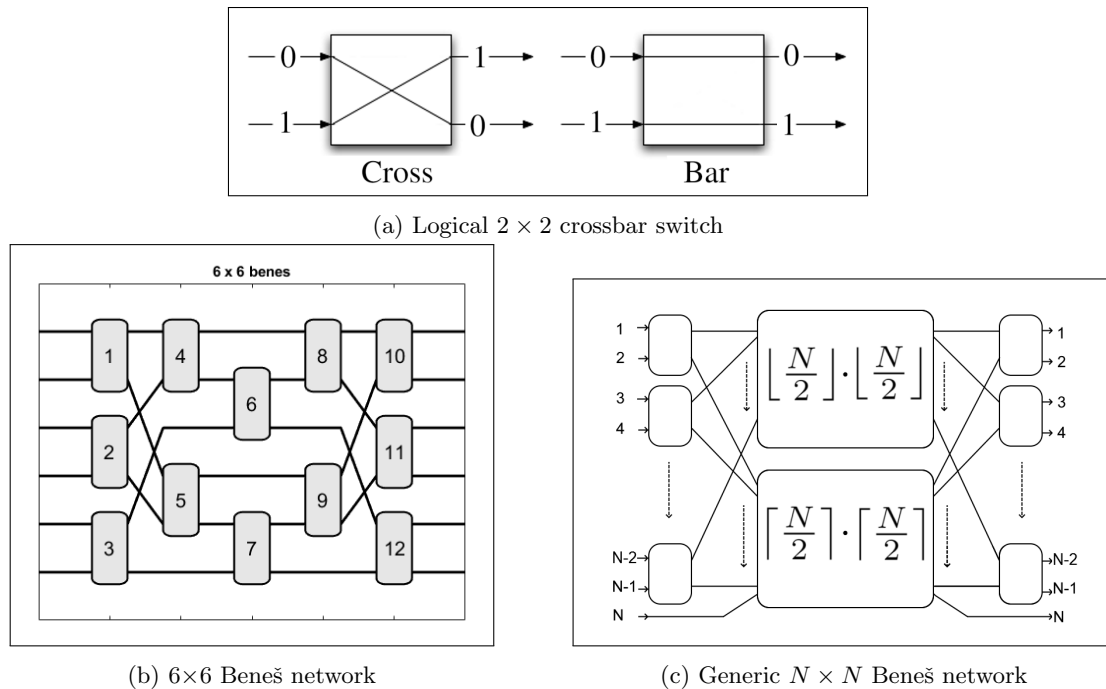 0 1 0 0
1 0 1 1
Cross Bar
(a) Logical 2 × 2 crossbar switch
6 x 6 benes
1 4 8 10
6
2 11
5 9
3 7 12
(b) 6×6 Beneš network
1 1
2 2
⌊N/2⌋·⌊N/2⌋
3 3
4 4
⌈N/2⌉·⌈N/2⌉
N-2 N-2
N-1 N-1
N N
(c) Generic N × N Beneš network